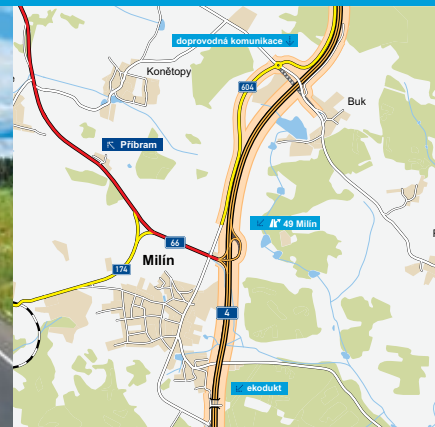 doprovodná komunikace ↓
Konětopy
604
Buk
↖ Příbram
↙ 49 Milín
66
Milín
174
4
↙ ekodukt